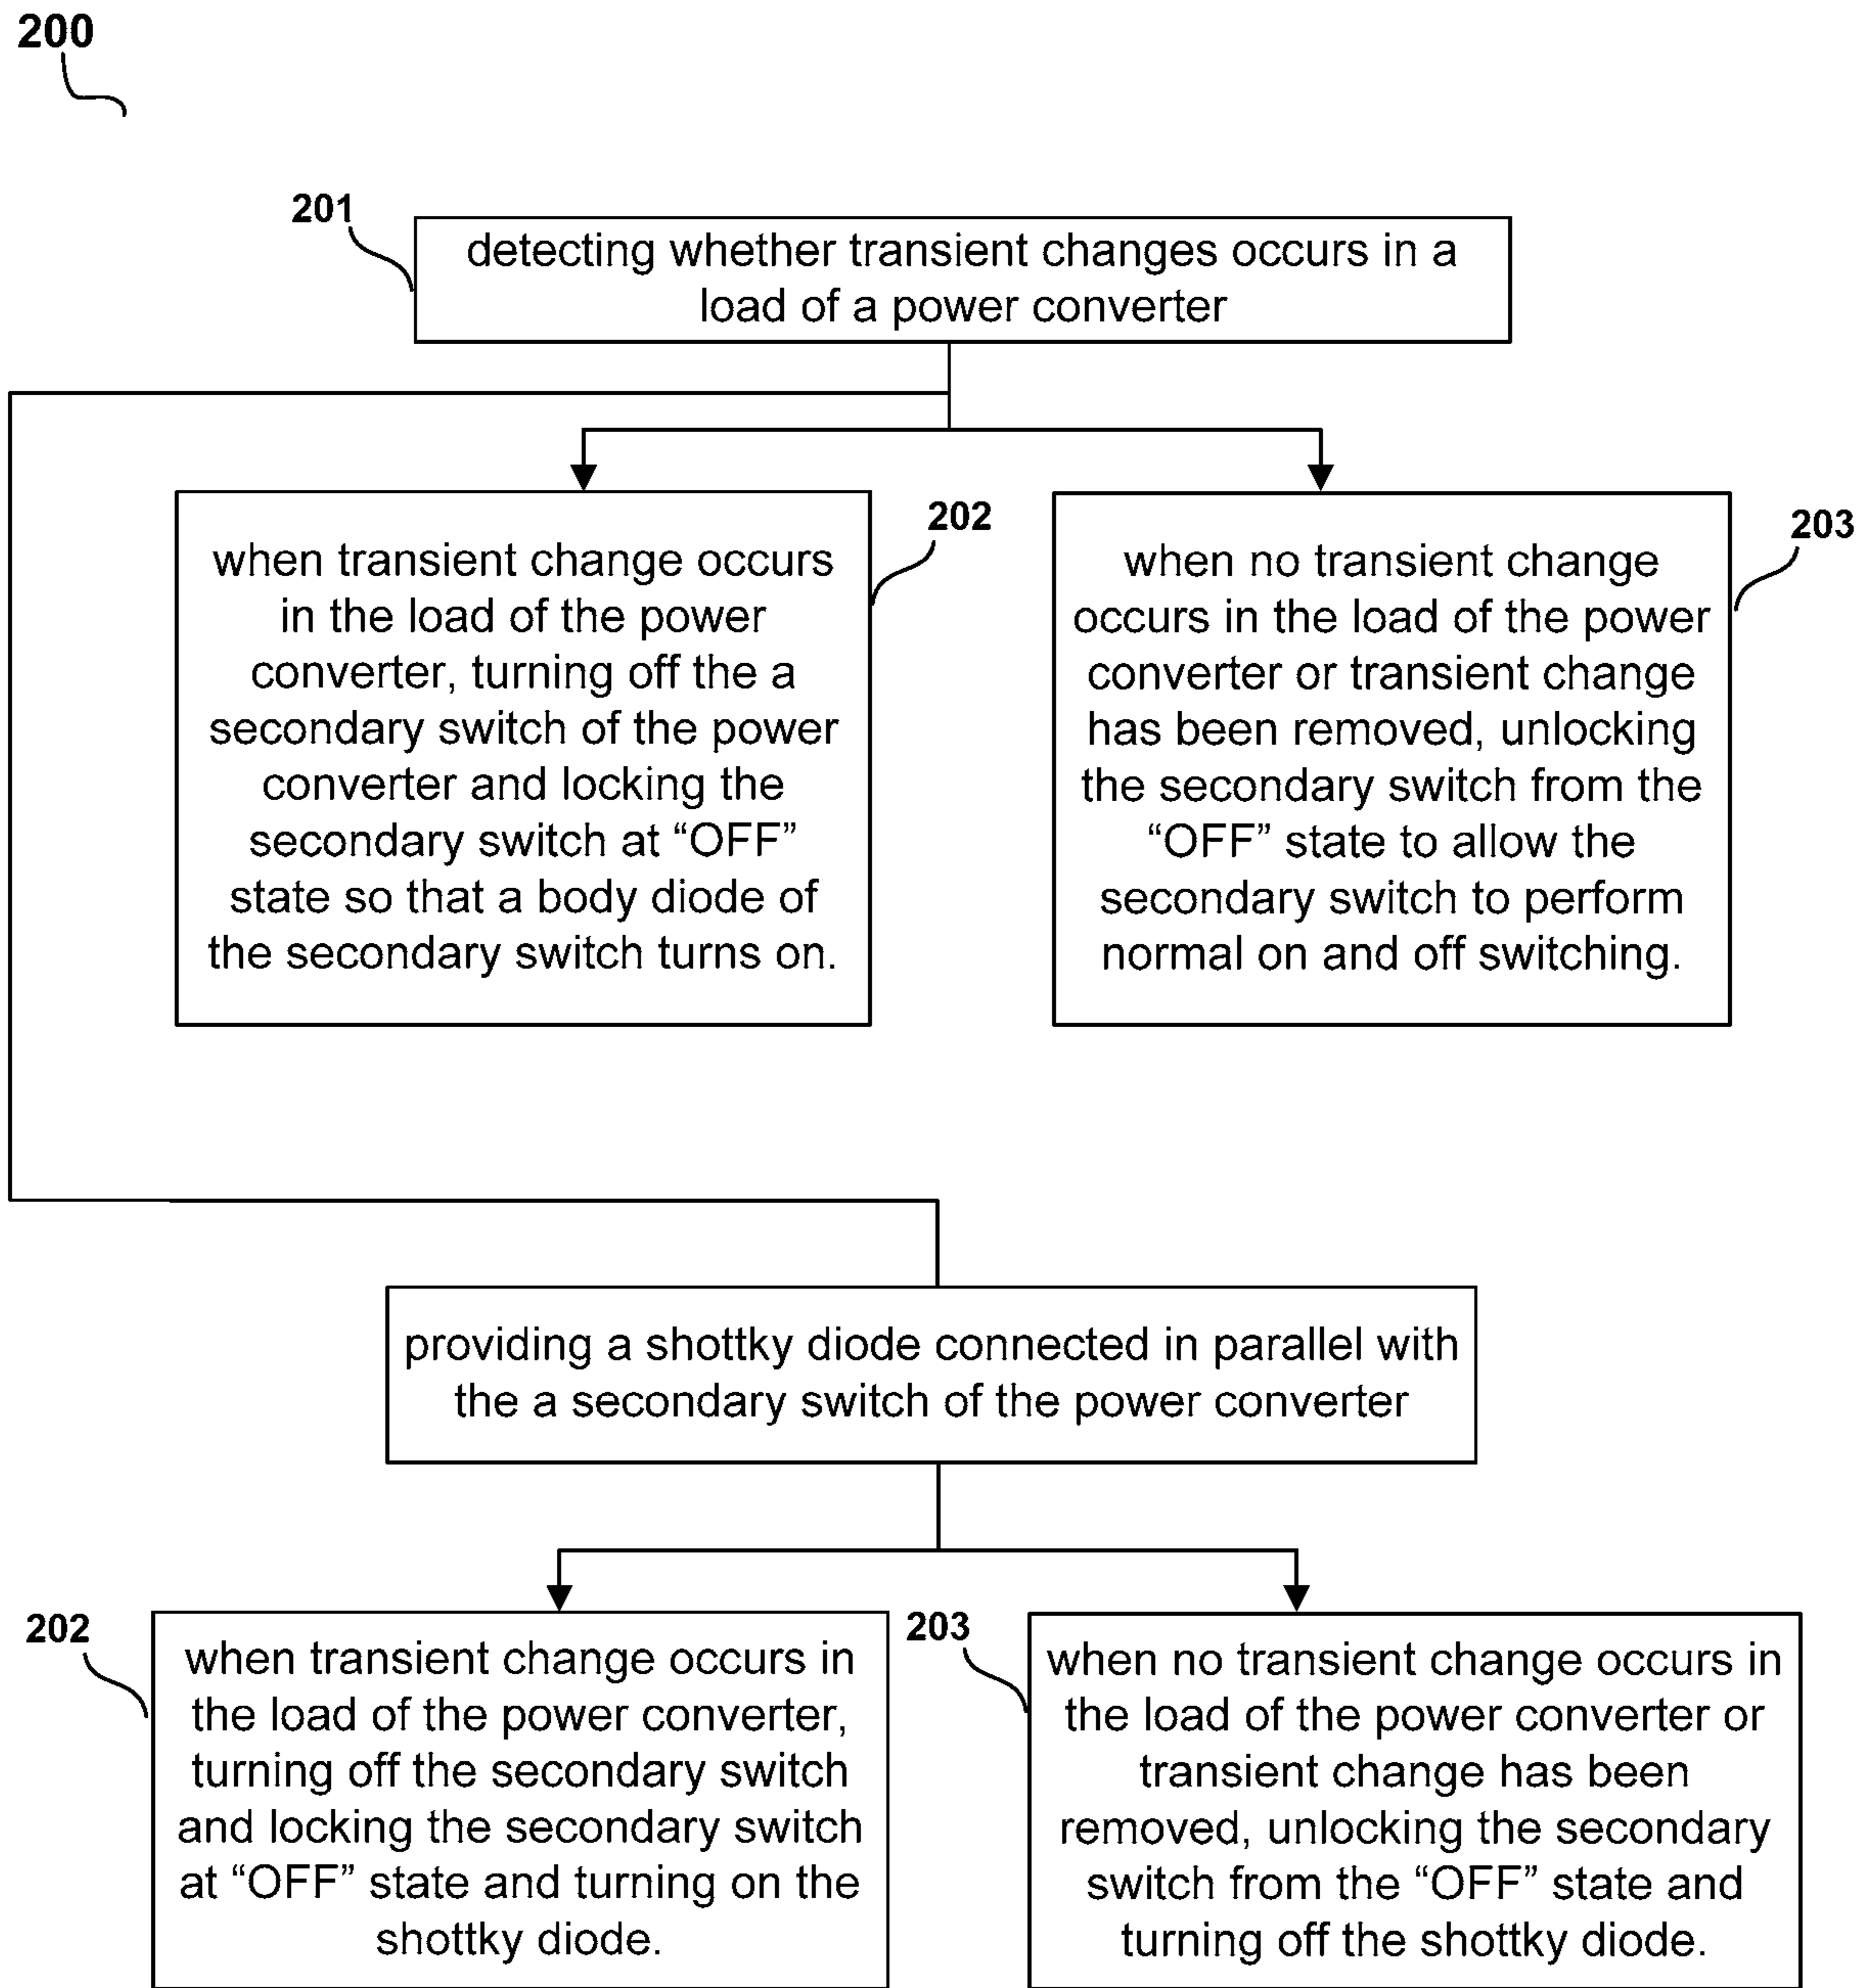 200
201
detecting whether transient changes occurs in a
load of a power converter
202
when transient change occurs
in the load of the power
converter, turning off the a
secondary switch of the power
converter and locking the
secondary switch at “OFF”
state so that a body diode of
the secondary switch turns on.
203
when no transient change
occurs in the load of the power
converter or transient change
has been removed, unlocking
the secondary switch from the
“OFF” state to allow the
secondary switch to perform
normal on and off switching.
providing a shottky diode connected in parallel with
the a secondary switch of the power converter
202
when transient change occurs in
the load of the power converter,
turning off the secondary switch
and locking the secondary switch
at “OFF” state and turning on the
shottky diode.
203
when no transient change occurs in
the load of the power converter or
transient change has been
removed, unlocking the secondary
switch from the “OFF” state and
turning off the shottky diode.